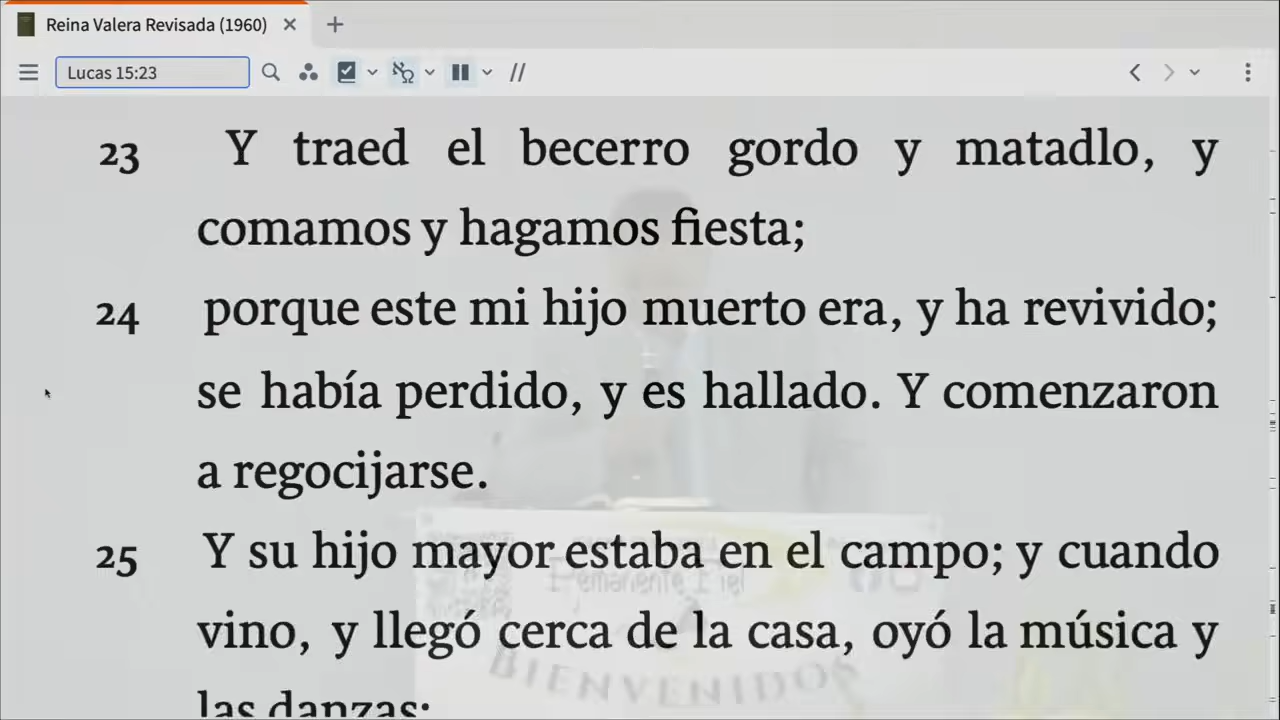 Reina Valera Revisada (1960)
Lucas 15:23
23 Y traed el becerro gordo y matadlo, y
comamos y hagamos fiesta;
24 porque este mi hijo muerto era, y ha revivido;
se había perdido, y es hallado. Y comenzaron
a regocijarse.
25 Y su hijo mayor estaba en el campo; y cuando
vino, y llegó cerca de la casa, oyó la música y
las danzas;
BIENVENIDOS